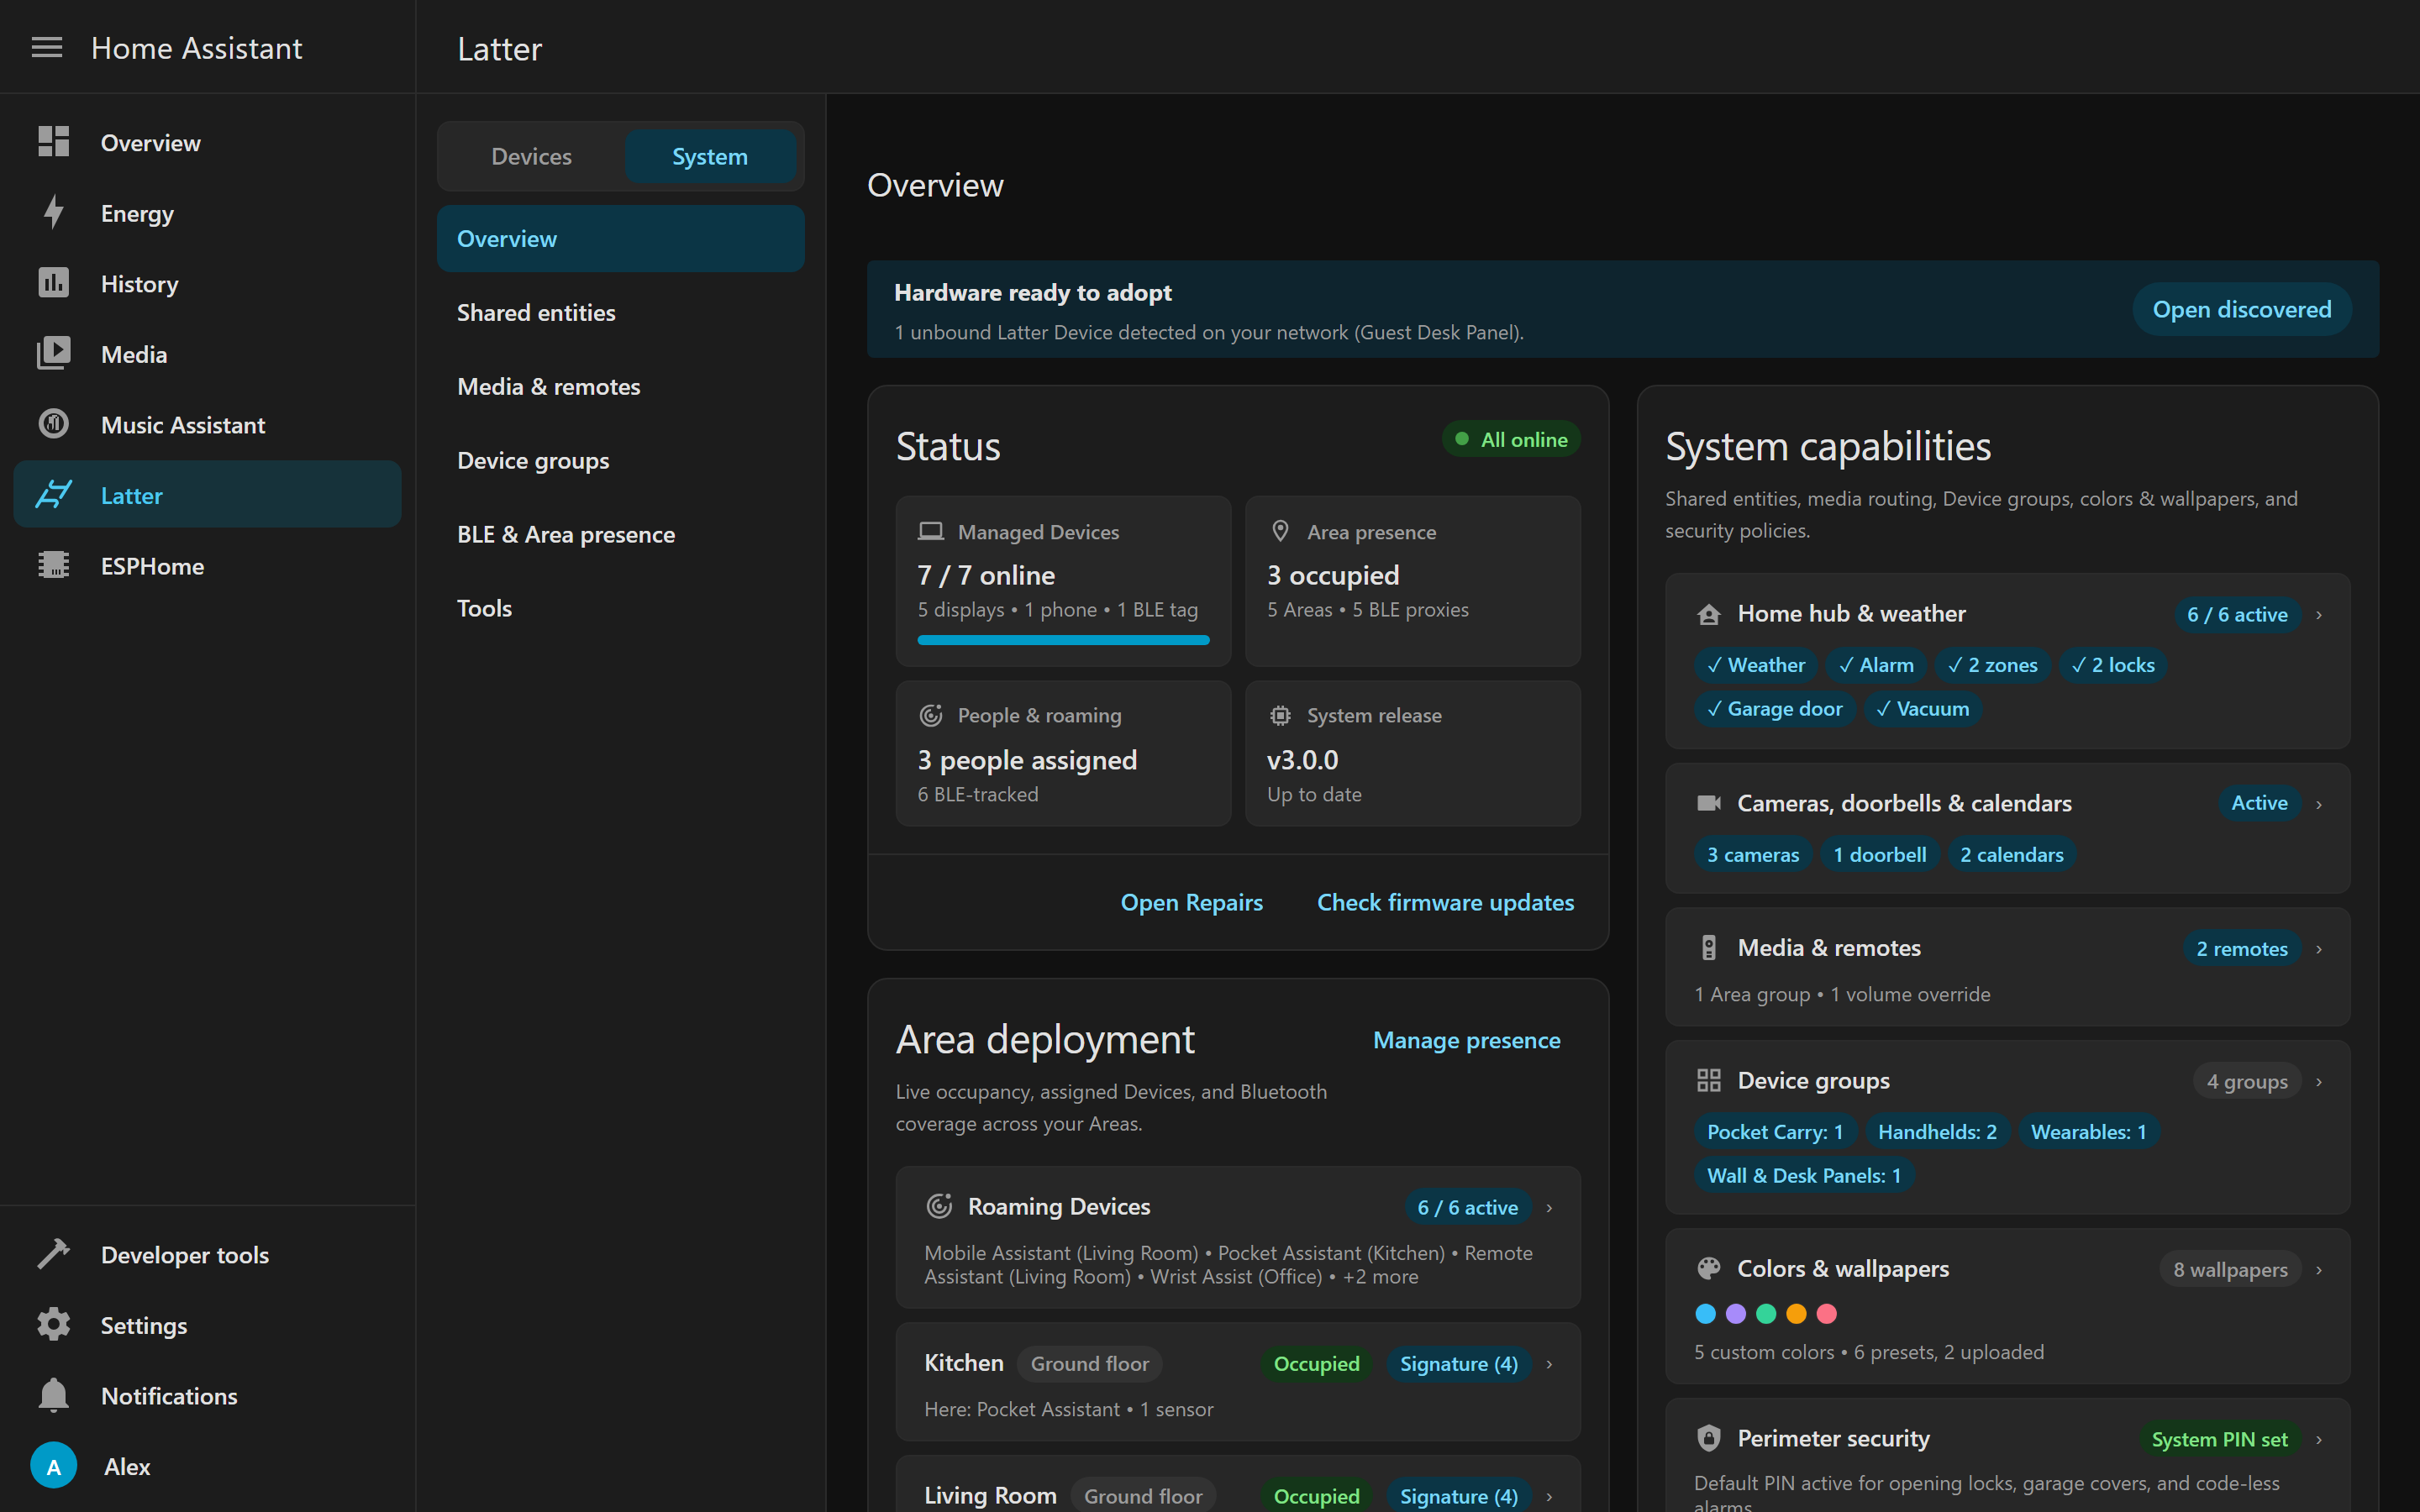 Home Assistant
Overview
Energy
History
Media
Music Assistant
Latter
ESPHome
Developer tools
Settings
Notifications
A
Alex
Latter
Devices
System
Overview
Shared entities
Media & remotes
Device groups
BLE & Area presence
Tools
Overview
Hardware ready to adopt
1 unbound Latter Device detected on your network (Guest Desk Panel).
Open discovered
Status
All online
Managed Devices
7 / 7 online
5 displays • 1 phone • 1 BLE tag
Area presence
3 occupied
5 Areas • 5 BLE proxies
People & roaming
3 people assigned
6 BLE-tracked
System release
v3.0.0
Up to date
Open Repairs
Check firmware updates
Area deployment
Manage presence
Live occupancy, assigned Devices, and Bluetooth
coverage across your Areas.
Roaming Devices
6 / 6 active
Mobile Assistant (Living Room) • Pocket Assistant (Kitchen) • Remote
Assistant (Living Room) • Wrist Assist (Office) • +2 more
Kitchen
Ground floor
Occupied
Signature (4)
Here: Pocket Assistant • 1 sensor
Living Room
Ground floor
Occupied
Signature (4)
System capabilities
Shared entities, media routing, Device groups, colors & wallpapers, and
security policies.
Home hub & weather
6 / 6 active
✓ Weather
✓ Alarm
✓ 2 zones
✓ 2 locks
✓ Garage door
✓ Vacuum
Cameras, doorbells & calendars
Active
3 cameras
1 doorbell
2 calendars
Media & remotes
2 remotes
1 Area group • 1 volume override
Device groups
4 groups
Pocket Carry: 1
Handhelds: 2
Wearables: 1
Wall & Desk Panels: 1
Colors & wallpapers
8 wallpapers
5 custom colors • 6 presets, 2 uploaded
Perimeter security
System PIN set
Default PIN active for opening locks, garage covers, and code-less
alarms